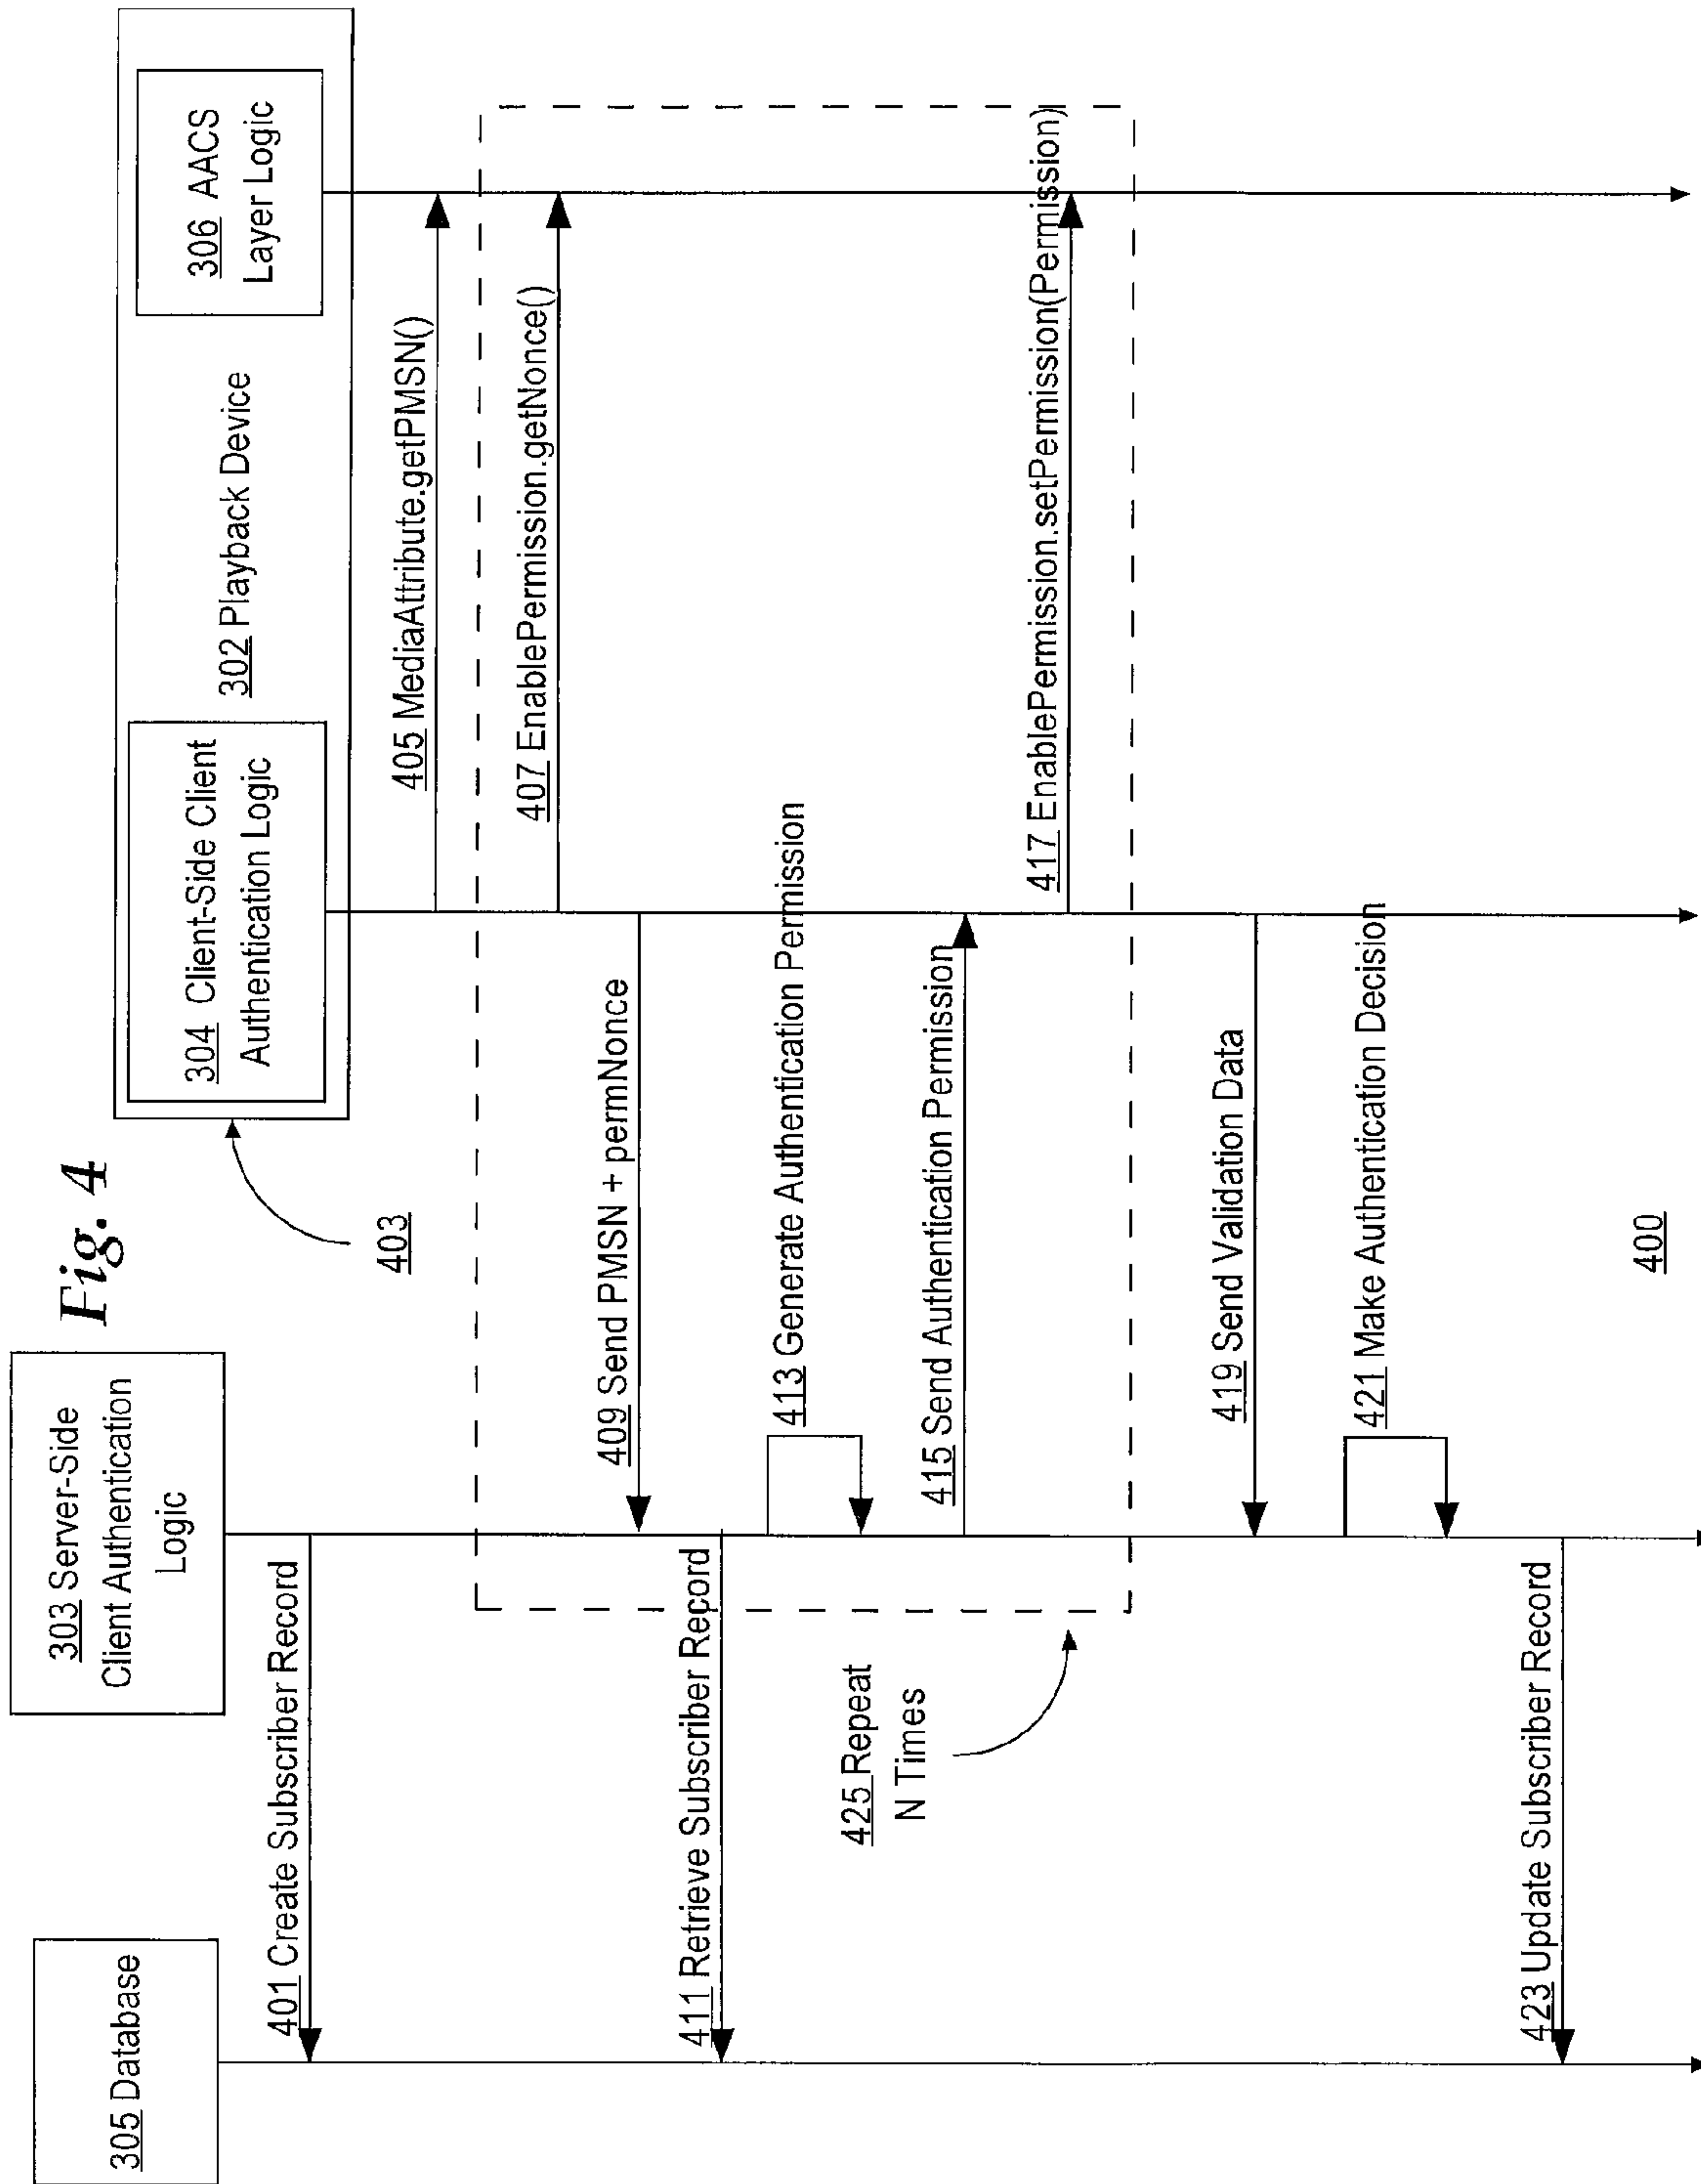 Fig. 4
305 Database
303 Server-Side
Client Authentication
Logic
304 Client-Side Client
Authentication Logic
302 Playback Device
306 AACS
Layer Logic
403
401 Create Subscriber Record
405 MediaAttribute.getPMSN()
407 EnablePermission.getNonce()
409 Send PMSN + permNonce
411 Retrieve Subscriber Record
413 Generate Authentication Permission
415 Send Authentication Permission
417 EnablePermission.setPermission(Permission)
425 Repeat
N Times
419 Send Validation Data
421 Make Authentication Decision
423 Update Subscriber Record
400